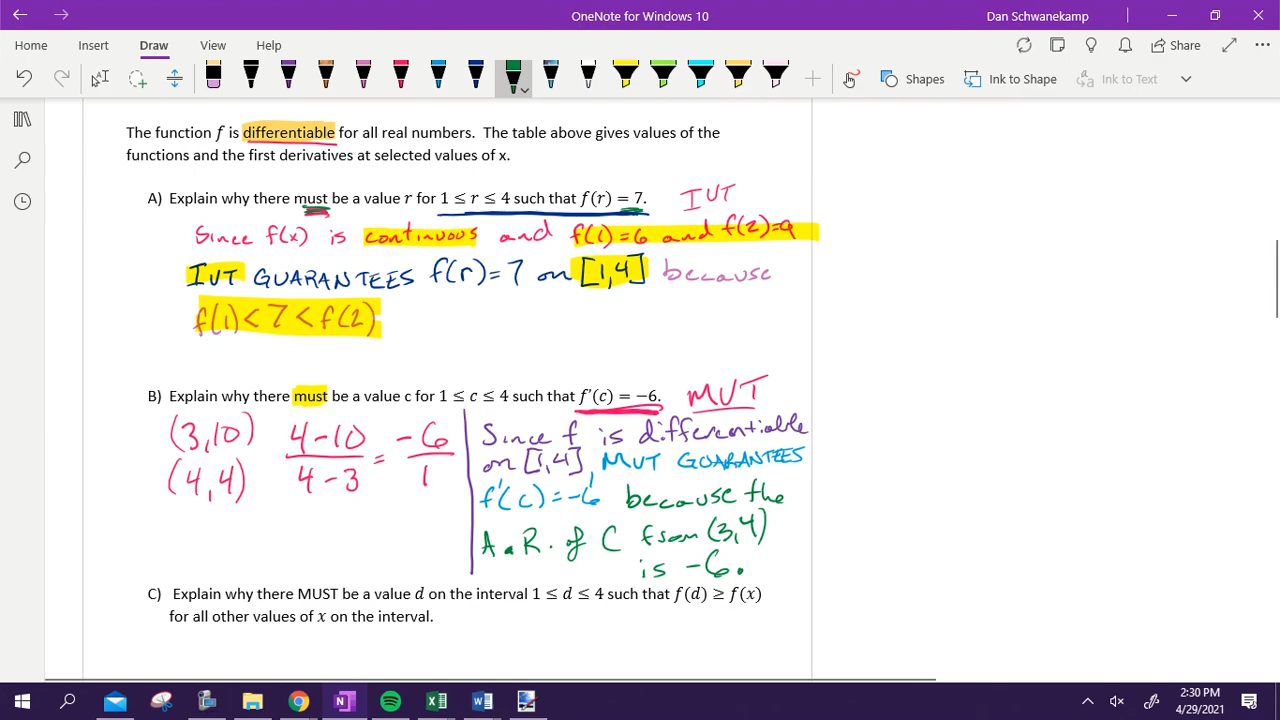 OneNote for Windows 10
Dan Schwanekamp
Home Insert Draw View Help
Share
Shapes Ink to Shape Ink to Text
The function f is differentiable for all real numbers. The table above gives values of the
functions and the first derivatives at selected values of x.
A) Explain why there must be a value r for 1 ≤ r ≤ 4 such that f(r) = 7.
IVT
Since f(x) is continuous and f(1)=6 and f(2)=9
IVT GUARANTEES f(r)=7 on [1,4] because
f(1)<7<f(2)
B) Explain why there must be a value c for 1 ≤ c ≤ 4 such that f'(c) = −6.
MVT
(3,10)
(4,4)
4-10
4-3
=
-6
1
Since f is differentiable
on [1,4], MVT GUARANTEES
f'(c)=-6 because the
A.R. of C from (3,4)
is -6.
C) Explain why there MUST be a value d on the interval 1 ≤ d ≤ 4 such that f(d) ≥ f(x)
for all other values of x on the interval.
2:30 PM
4/29/2021